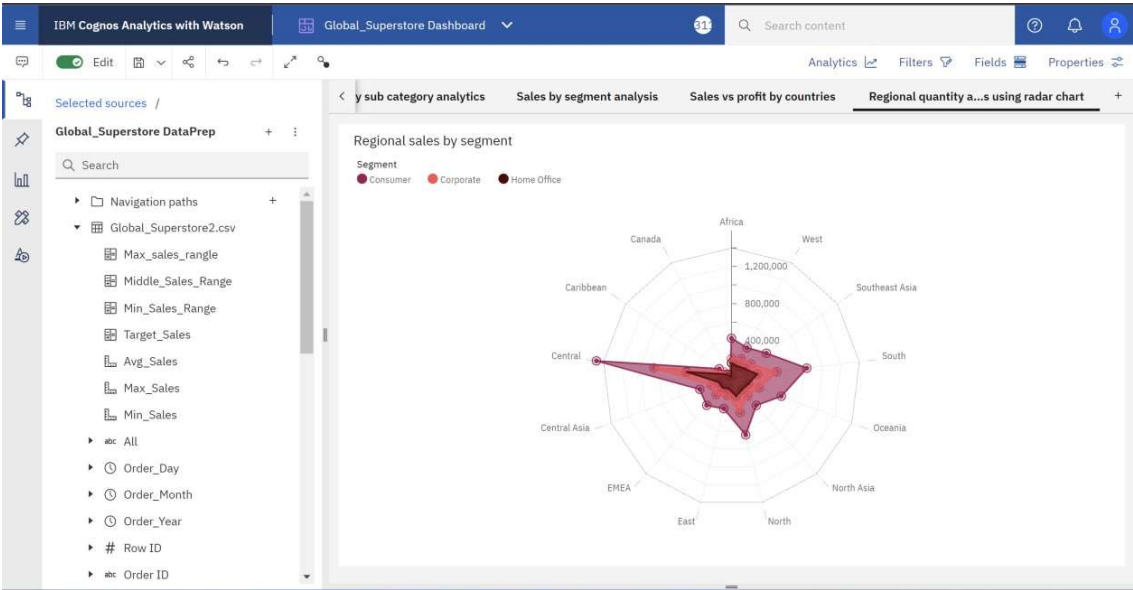 IBM Cognos Analytics with Watson
Global_Superstore Dashboard
311
Search content
Edit
Analytics
Filters
Fields
Properties
Selected sources /
Global_Superstore DataPrep
Search
Navigation paths
Global_Superstore2.csv
Max_sales_rangle
Middle_Sales_Range
Min_Sales_Range
Target_Sales
Avg_Sales
Max_Sales
Min_Sales
abc All
Order_Day
Order_Month
Order_Year
# Row ID
abc Order ID
y sub category analytics
Sales by segment analysis
Sales vs profit by countries
Regional quantity a...s using radar chart
+
Regional sales by segment
Segment
Consumer Corporate Home Office
Africa
West
Southeast Asia
South
Oceania
North Asia
North
East
EMEA
Central Asia
Central
Caribbean
Canada
1,200,000
800,000
400,000